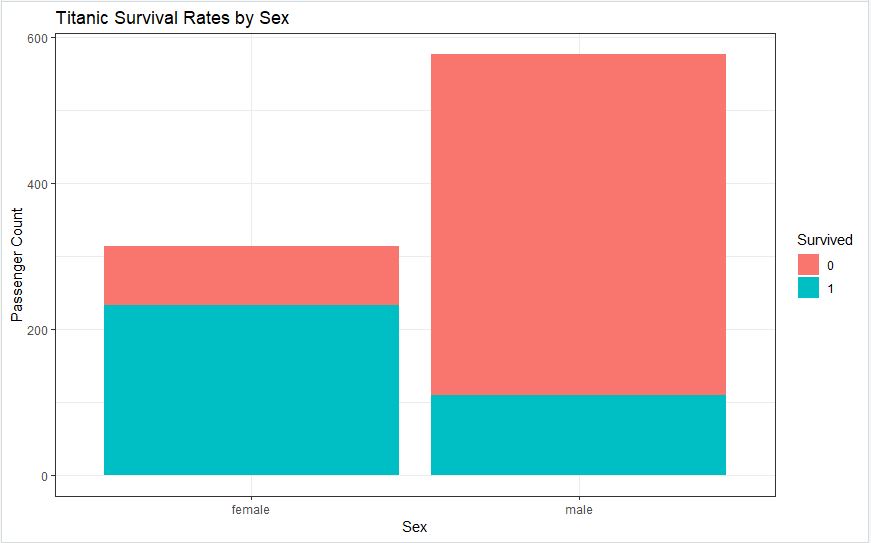 Titanic Survival Rates by Sex
600
400
200
0
Passenger Count
female
male
Sex
Survived
0
1